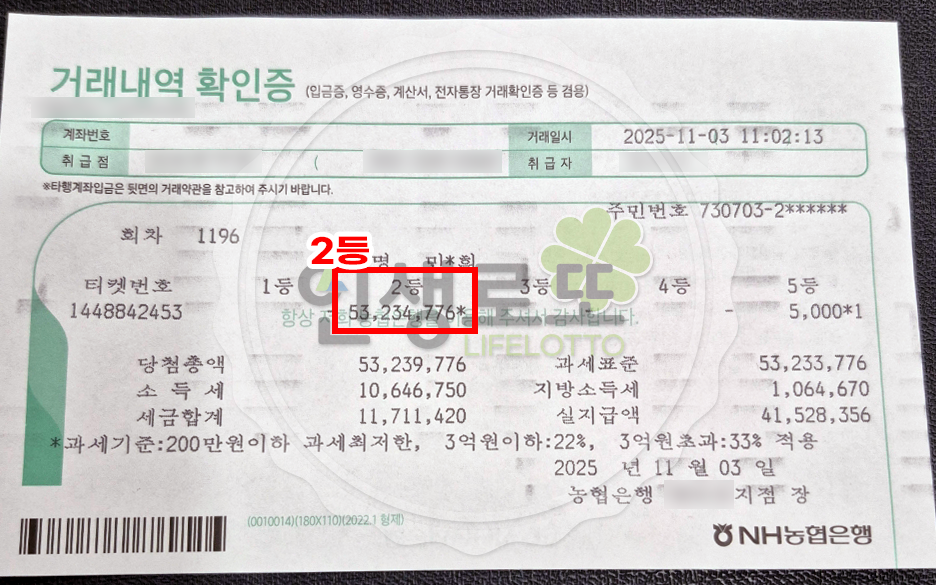 거래내역 확인증 (입금증, 영수증, 계산서, 전자통장 거래확인증 등 겸용)
계좌번호 거래일시 2025-11-03 11:02:13
취급점 ( 취급자
※타행계좌입금은 뒷면의 거래약관을 참고하여 주시기 바랍니다.
주민번호 730703-2******
회차 1196
2등
명 민*희
티켓번호 1등 2등 3등 4등 5등
1448842453 53,234,776* - - 5,000*1
인생로또
항상 저희 농협은행을 이용해 주셔서 감사합니다.
LIFELOTTO
당첨총액 53,239,776 과세표준 53,233,776
소 득 세 10,646,750 지방소득세 1,064,670
세금합계 11,711,420 실지급액 41,528,356
*과세기준:200만원이하 과세최저한, 3억원이하:22%, 3억원초과:33% 적용
2025 년 11 월 03 일
농협은행 지점 장
(0010014)(180X110)(2022.1 형제)
NH농협은행